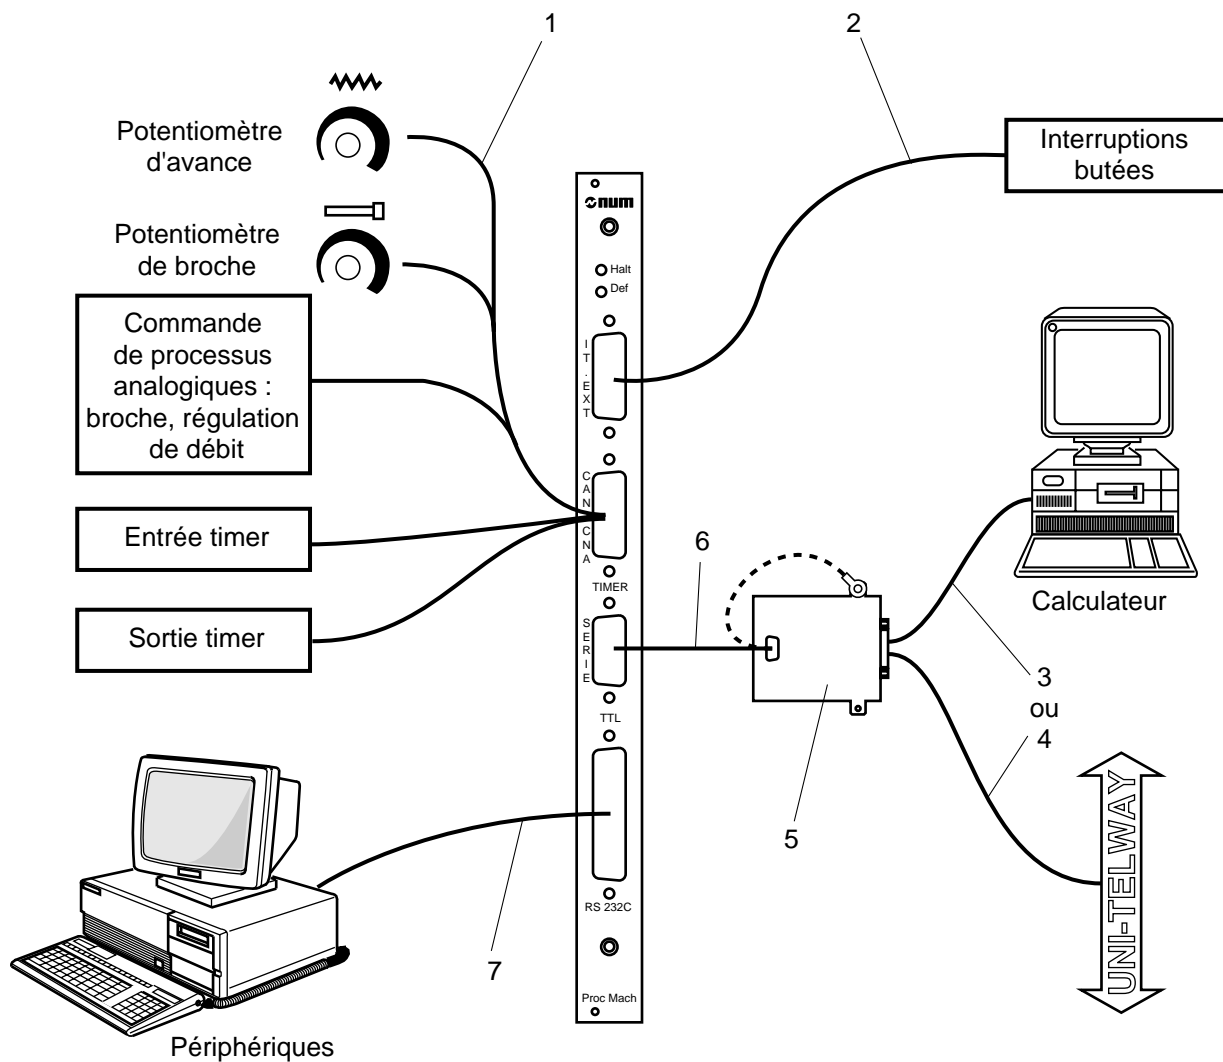 1
2
Potentiomètre
d'avance
Interruptions
butées
num
Potentiomètre
de broche
Halt
Def
Commande
de processus
analogiques :
broche, régulation
de débit
IT.EXT
CAN CNA
Entrée timer
TIMER
6
Calculateur
Sortie timer
SERIE
3
ou
4
TTL
5
UNI-TELWAY
RS 232C
7
Proc Mach
Périphériques